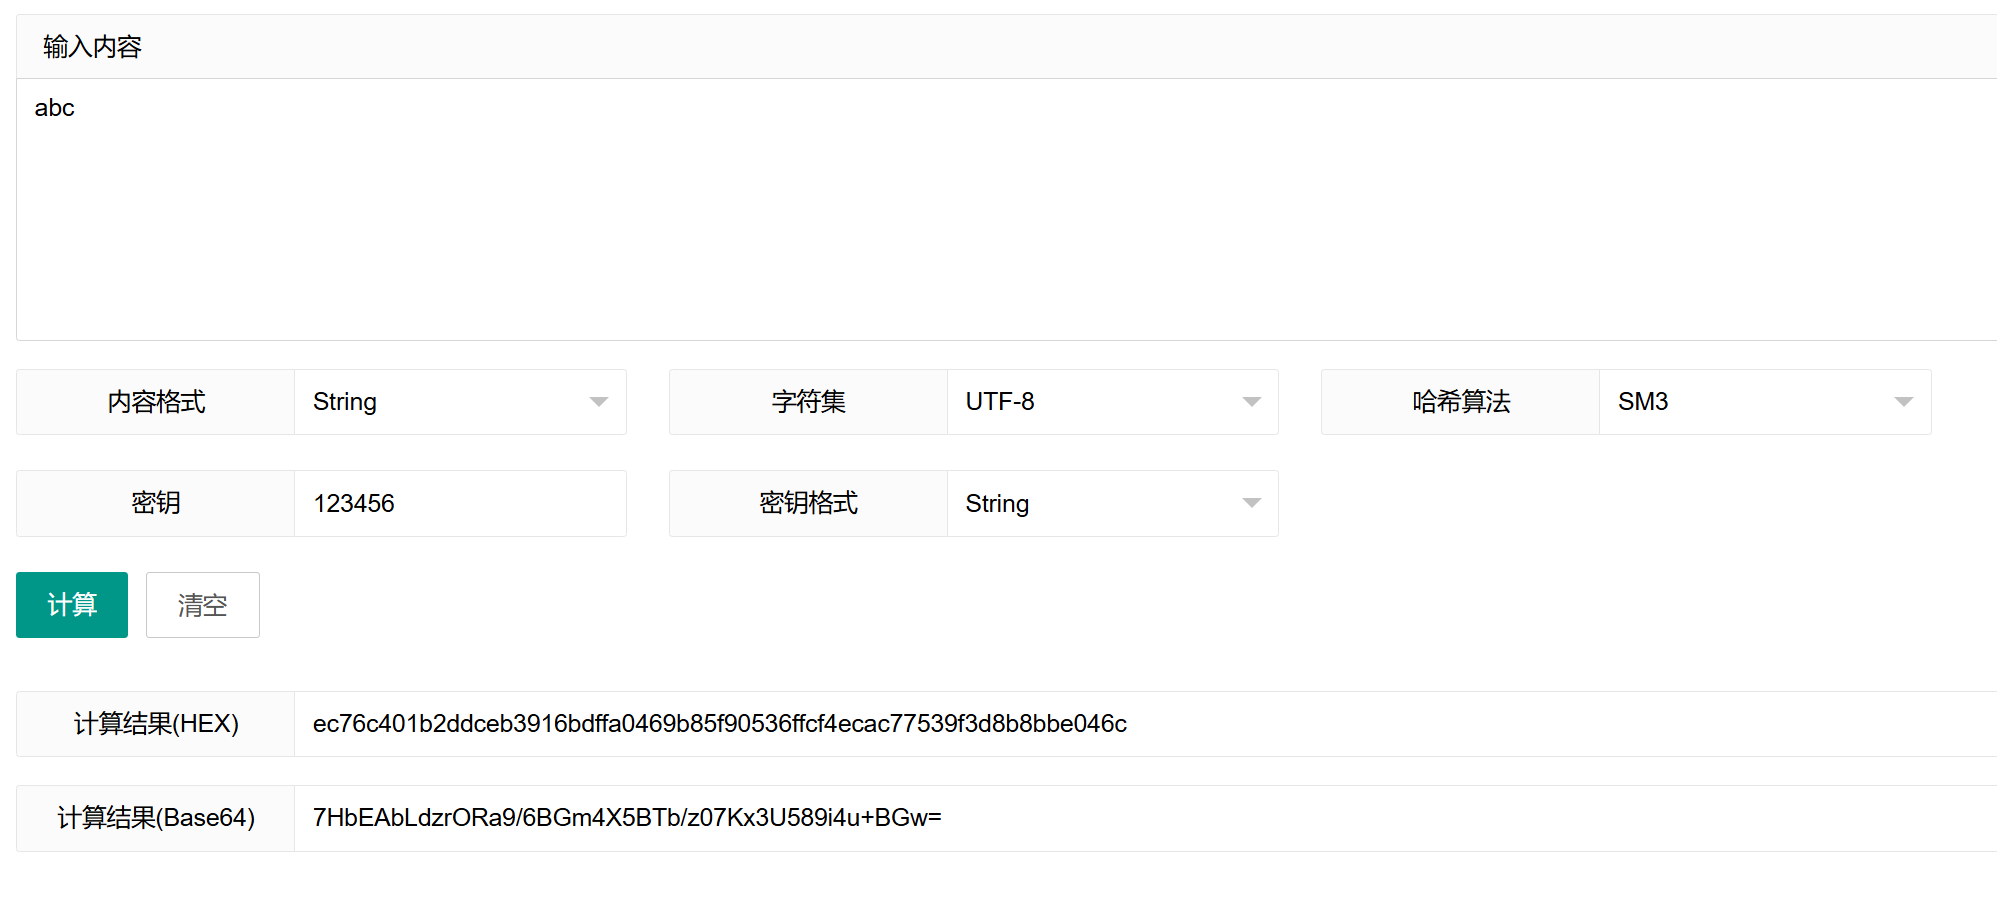 输入内容
abc
内容格式 String 字符集 UTF-8 哈希算法 SM3
密钥 123456 密钥格式 String
计算 清空
计算结果(HEX) ec76c401b2ddceb3916bdffa0469b85f90536ffcf4ecac77539f3d8b8bbe046c
计算结果(Base64) 7HbEAbLdzrORa9/6BGm4X5BTb/z07Kx3U589i4u+BGw=